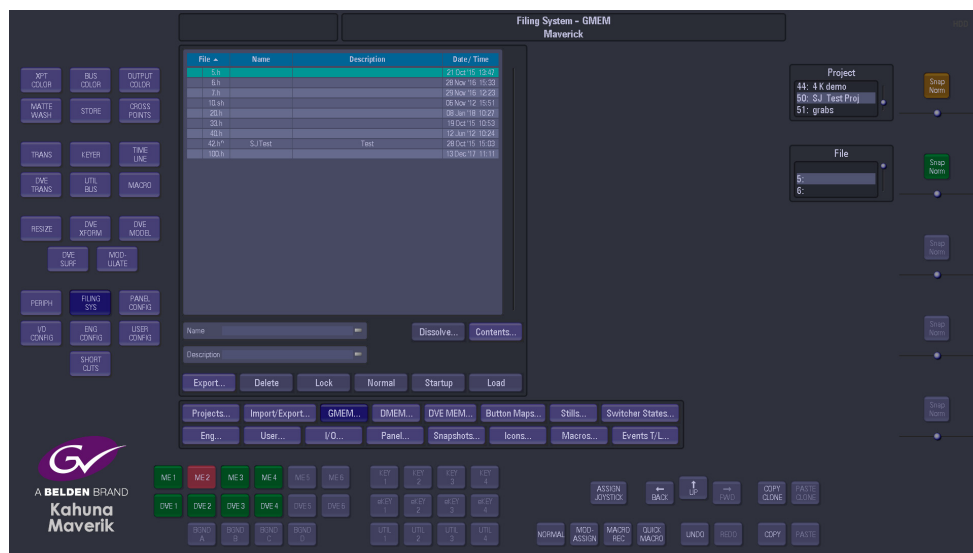 Filing System - GMEM
Maverick
File Name Description Date/ Time
5.h 21 Oct '15 13:47
6.h 28 Nov '16 15:33
7.h 29 Nov '16 12:23
10.sh 06 Nov '12 15:51
20.h 08 Jun '18 10:27
33.h 19 Oct '15 10:53
40.h 12 Jun '12 10:24
42.h^ SJTest Test 28 Oct '15 15:03
100.h 13 Dec '17 11:11
XPT COLOR
BUS COLOR
OUTPUT COLOR
MATTE WASH
STORE
CROSS POINTS
TRANS
KEYER
TIME LINE
DVE TRANS
UTIL BUS
MACRO
RESIZE
DVE XFORM
DVE MODEL
DVE SURF
MOD- ULATE
PERIPH
FILING SYS
PANEL CONFIG
I/O CONFIG
ENG CONFIG
USER CONFIG
SHORT CUTS
Project
44: 4K demo
50: SJ Test Proj
51: grabs
File
5:
6:
Snap Norm
Snap Norm
Snap Norm
Snap Norm
Snap Norm
Name
Dissolve... Contents...
Description
Export... Delete Lock Normal Startup Load
Projects... Import/Export... GMEM... DMEM... DVE MEM... Button Maps... Stills... Switcher States...
Eng... User... I/O... Panel... Snapshots... Icons... Macros... Events T/L...
GV
A BELDEN BRAND
Kahuna
Maverik
ME 1 ME 2 ME 3 ME 4 ME 5 ME 6
DVE 1 DVE 2 DVE 3 DVE 4 DVE 5 DVE 6
BGND A BGND B BGND C BGND D
KEY 1 KEY 2 KEY 3 KEY 4
1 2 3 4
UTIL 1 UTIL 2 UTIL 3 UTIL 4
ASSIGN JOYSTICK
← BACK
↑ UP
→ FWD
COPY CLONE
PASTE CLONE
NORMAL
MOD- ASSIGN
MACRO REC
QUICK MACRO
UNDO
REDO
COPY
PASTE